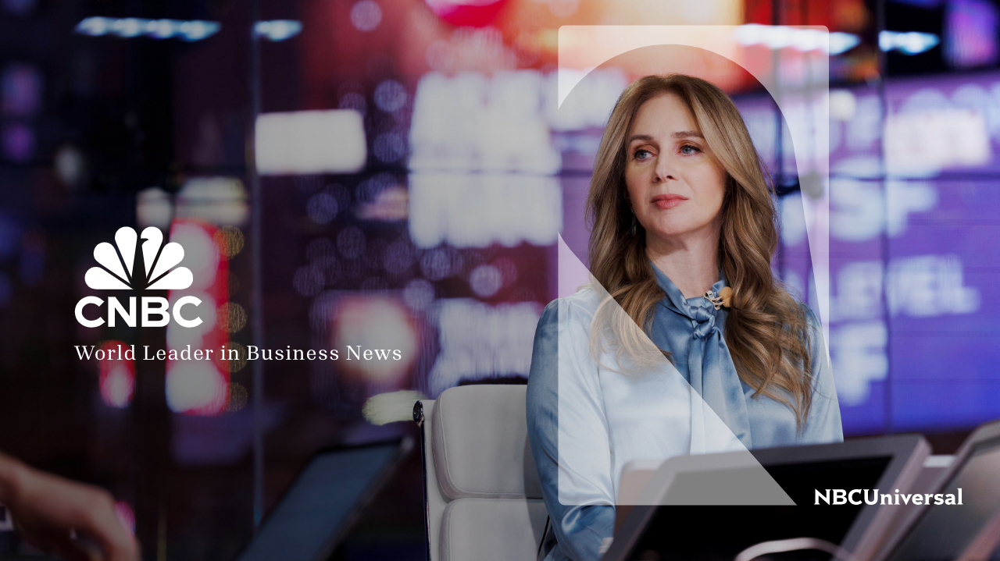 CNBC
World Leader in Business News
NBCUniversal